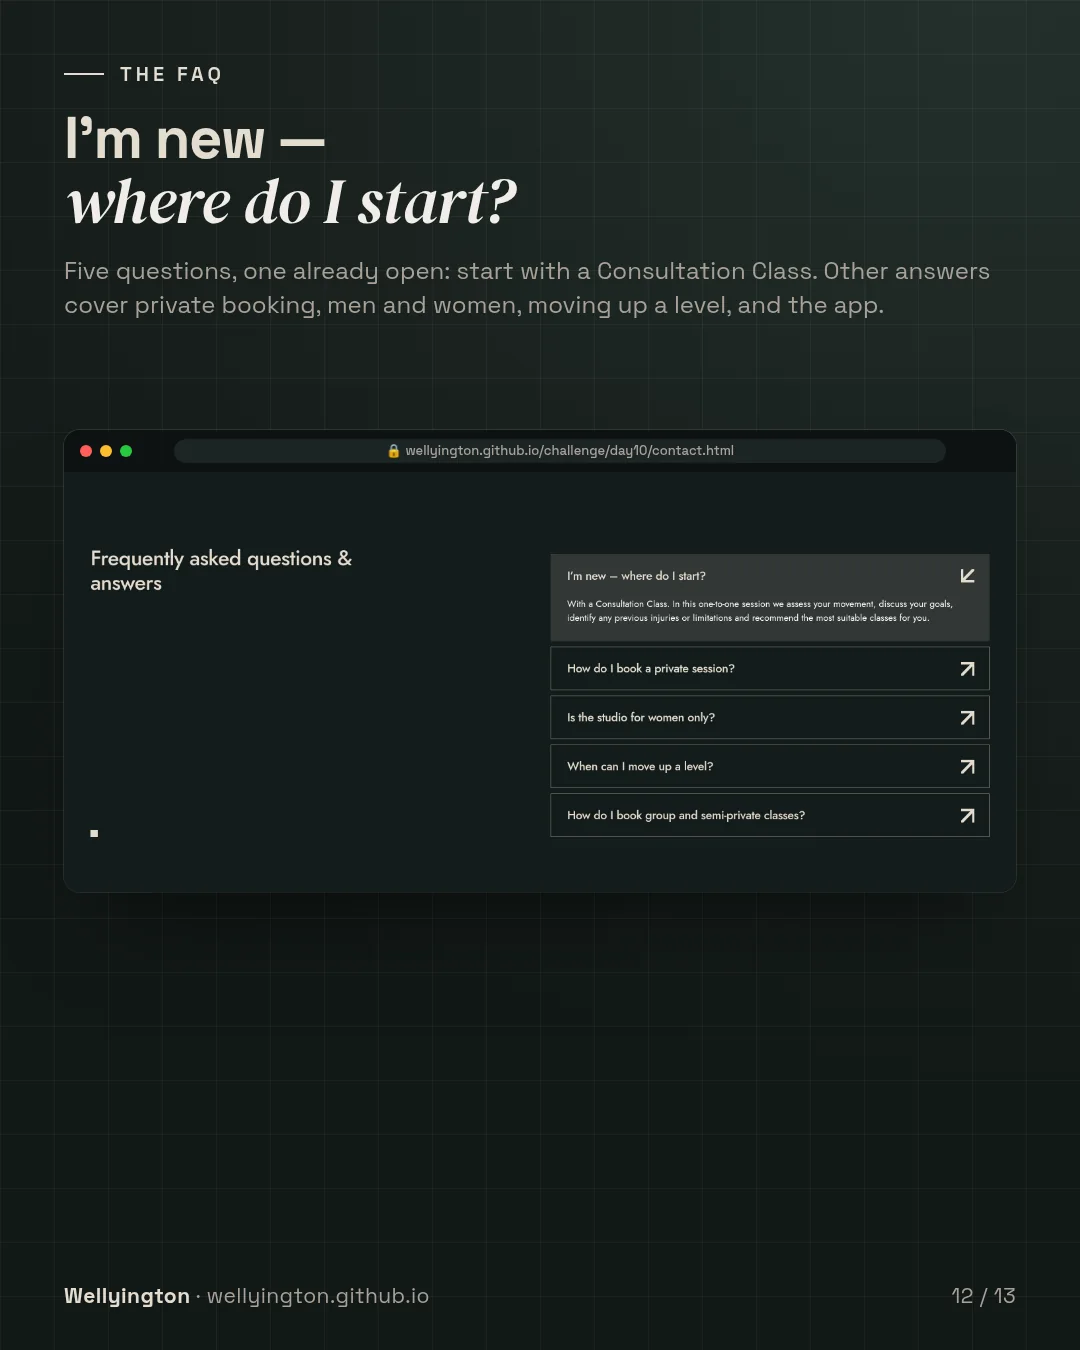 THE FAQ
I’m new —
where do I start?
Five questions, one already open: start with a Consultation Class. Other answers
cover private booking, men and women, moving up a level, and the app.
🔒 wellyington.github.io/challenge/day10/contact.html
Frequently asked questions &
answers
I’m new – where do I start?
With a Consultation Class. In this one-to-one session we assess your movement, discuss your goals,
identify any previous injuries or limitations and recommend the most suitable classes for you.
How do I book a private session?
Is the studio for women only?
When can I move up a level?
How do I book group and semi-private classes?
Wellyington · wellyington.github.io
12 / 13